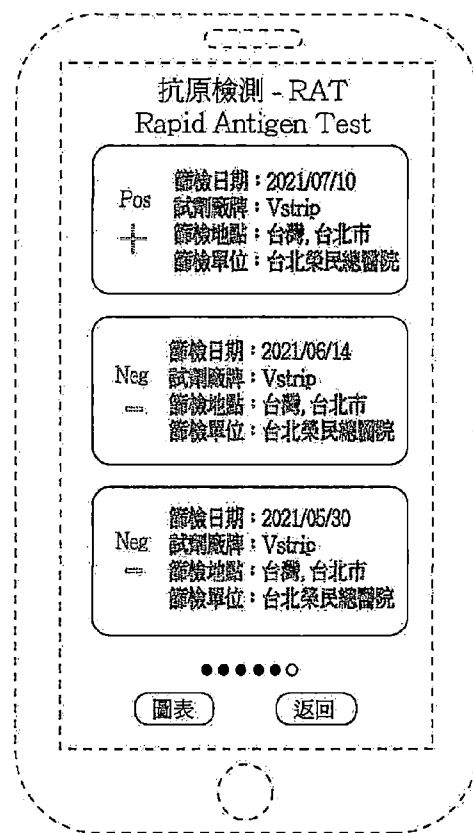 抗原檢測 - RAT
Rapid Antigen Test
Pos
+
篩檢日期：2021/07/10
試劑廠牌：Vstrip
篩檢地點：台灣, 台北市
篩檢單位：台北榮民總醫院
Neg
-
篩檢日期：2021/06/14
試劑廠牌：Vstrip
篩檢地點：台灣, 台北市
篩檢單位：台北榮民總醫院
Neg
-
篩檢日期：2021/05/30
試劑廠牌：Vstrip
篩檢地點：台灣, 台北市
篩檢單位：台北榮民總醫院
圖表
返回